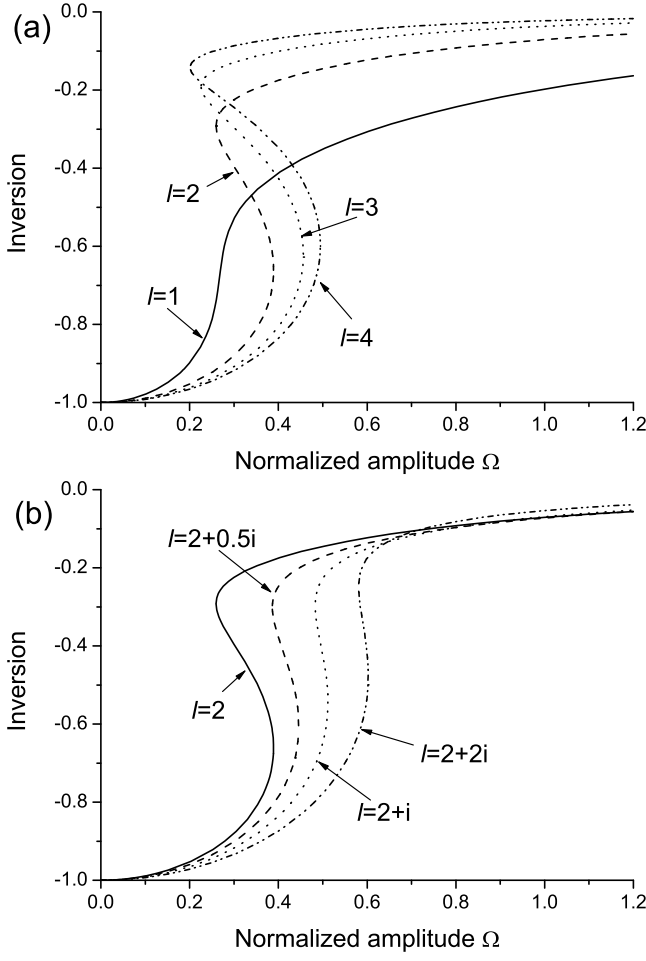 (a)
0.0
-0.2
-0.4
-0.6
-0.8
-1.0
Inversion
l=2
l=3
l=1
l=4
0.0 0.2 0.4 0.6 0.8 1.0 1.2
Normalized amplitude Ω
(b)
0.0
-0.2
-0.4
-0.6
-0.8
-1.0
Inversion
l=2+0.5i
l=2
l=2+2i
l=2+i
0.0 0.2 0.4 0.6 0.8 1.0 1.2
Normalized amplitude Ω